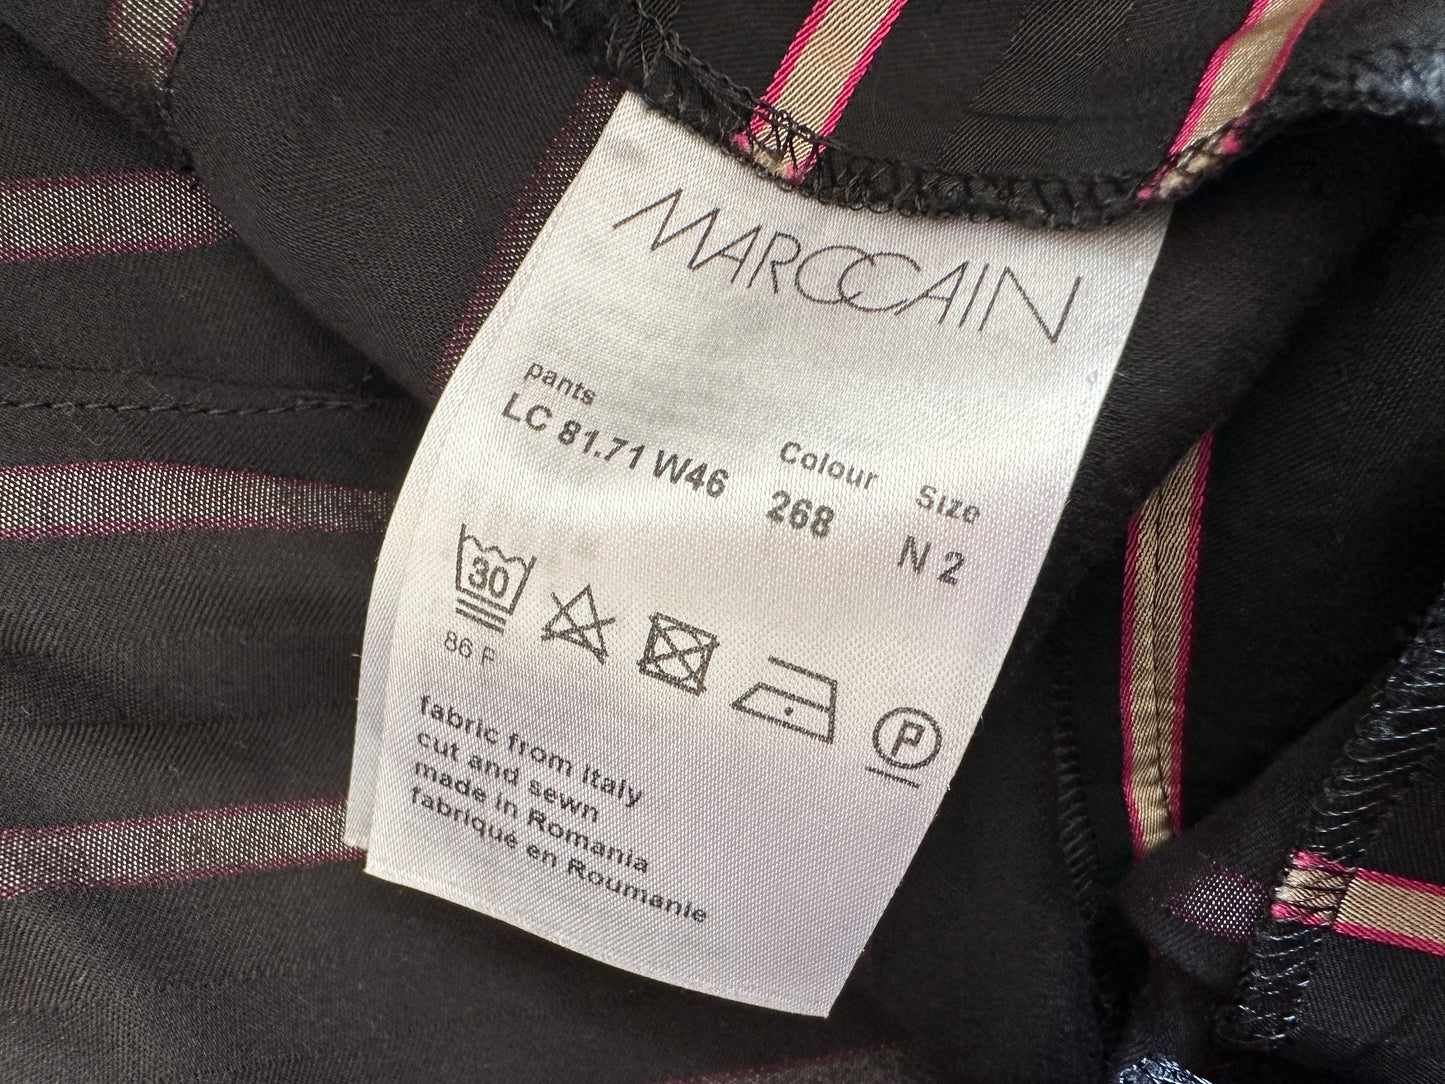 MARCCAIN
pants
LC 81.71 W46
Colour
268
Size
N 2
30
86 F
P
fabric from italy
cut and sewn
made in Romania
fabriqué en Roumanie